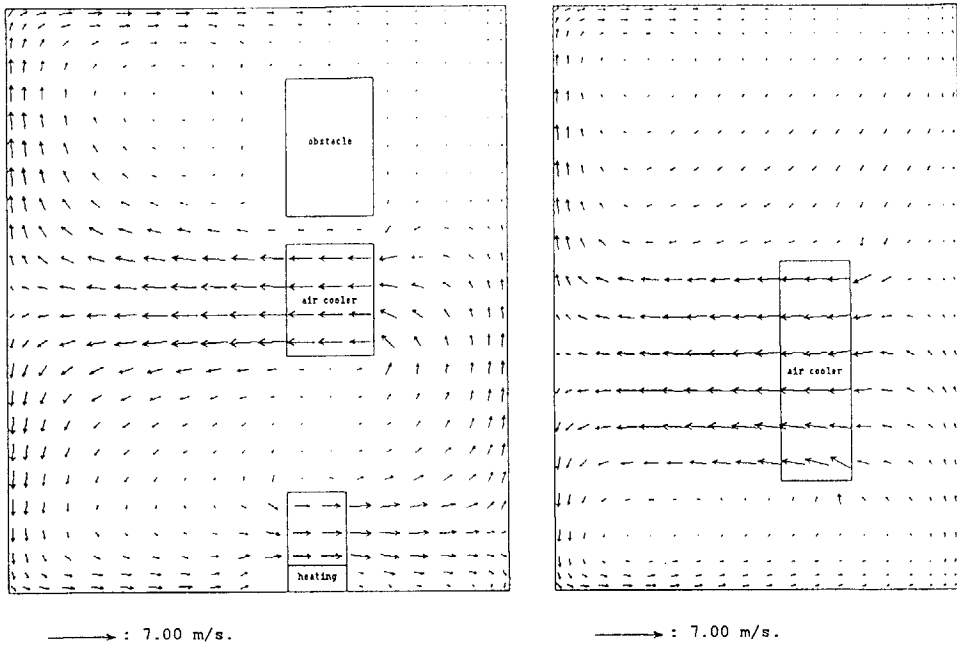 obstacle
air cooler
heating
: 7.00 m/s.
air cooler
: 7.00 m/s.